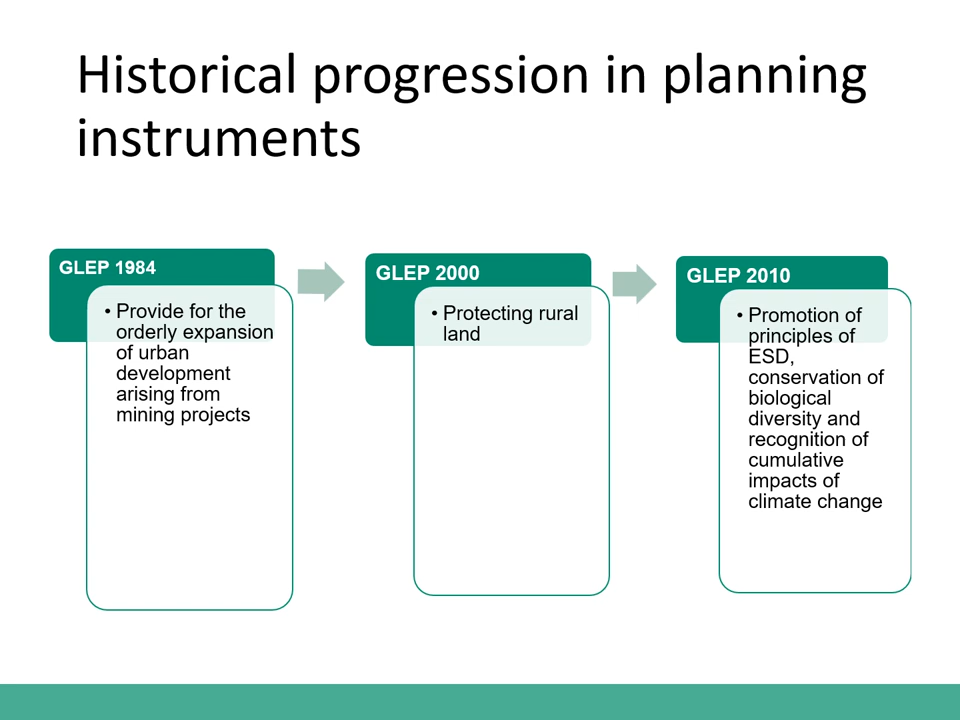 Historical progression in planning
instruments
GLEP 1984
• Provide for the
orderly expansion
of urban
development
arising from
mining projects
GLEP 2000
• Protecting rural
land
GLEP 2010
• Promotion of
principles of
ESD,
conservation of
biological
diversity and
recognition of
cumulative
impacts of
climate change